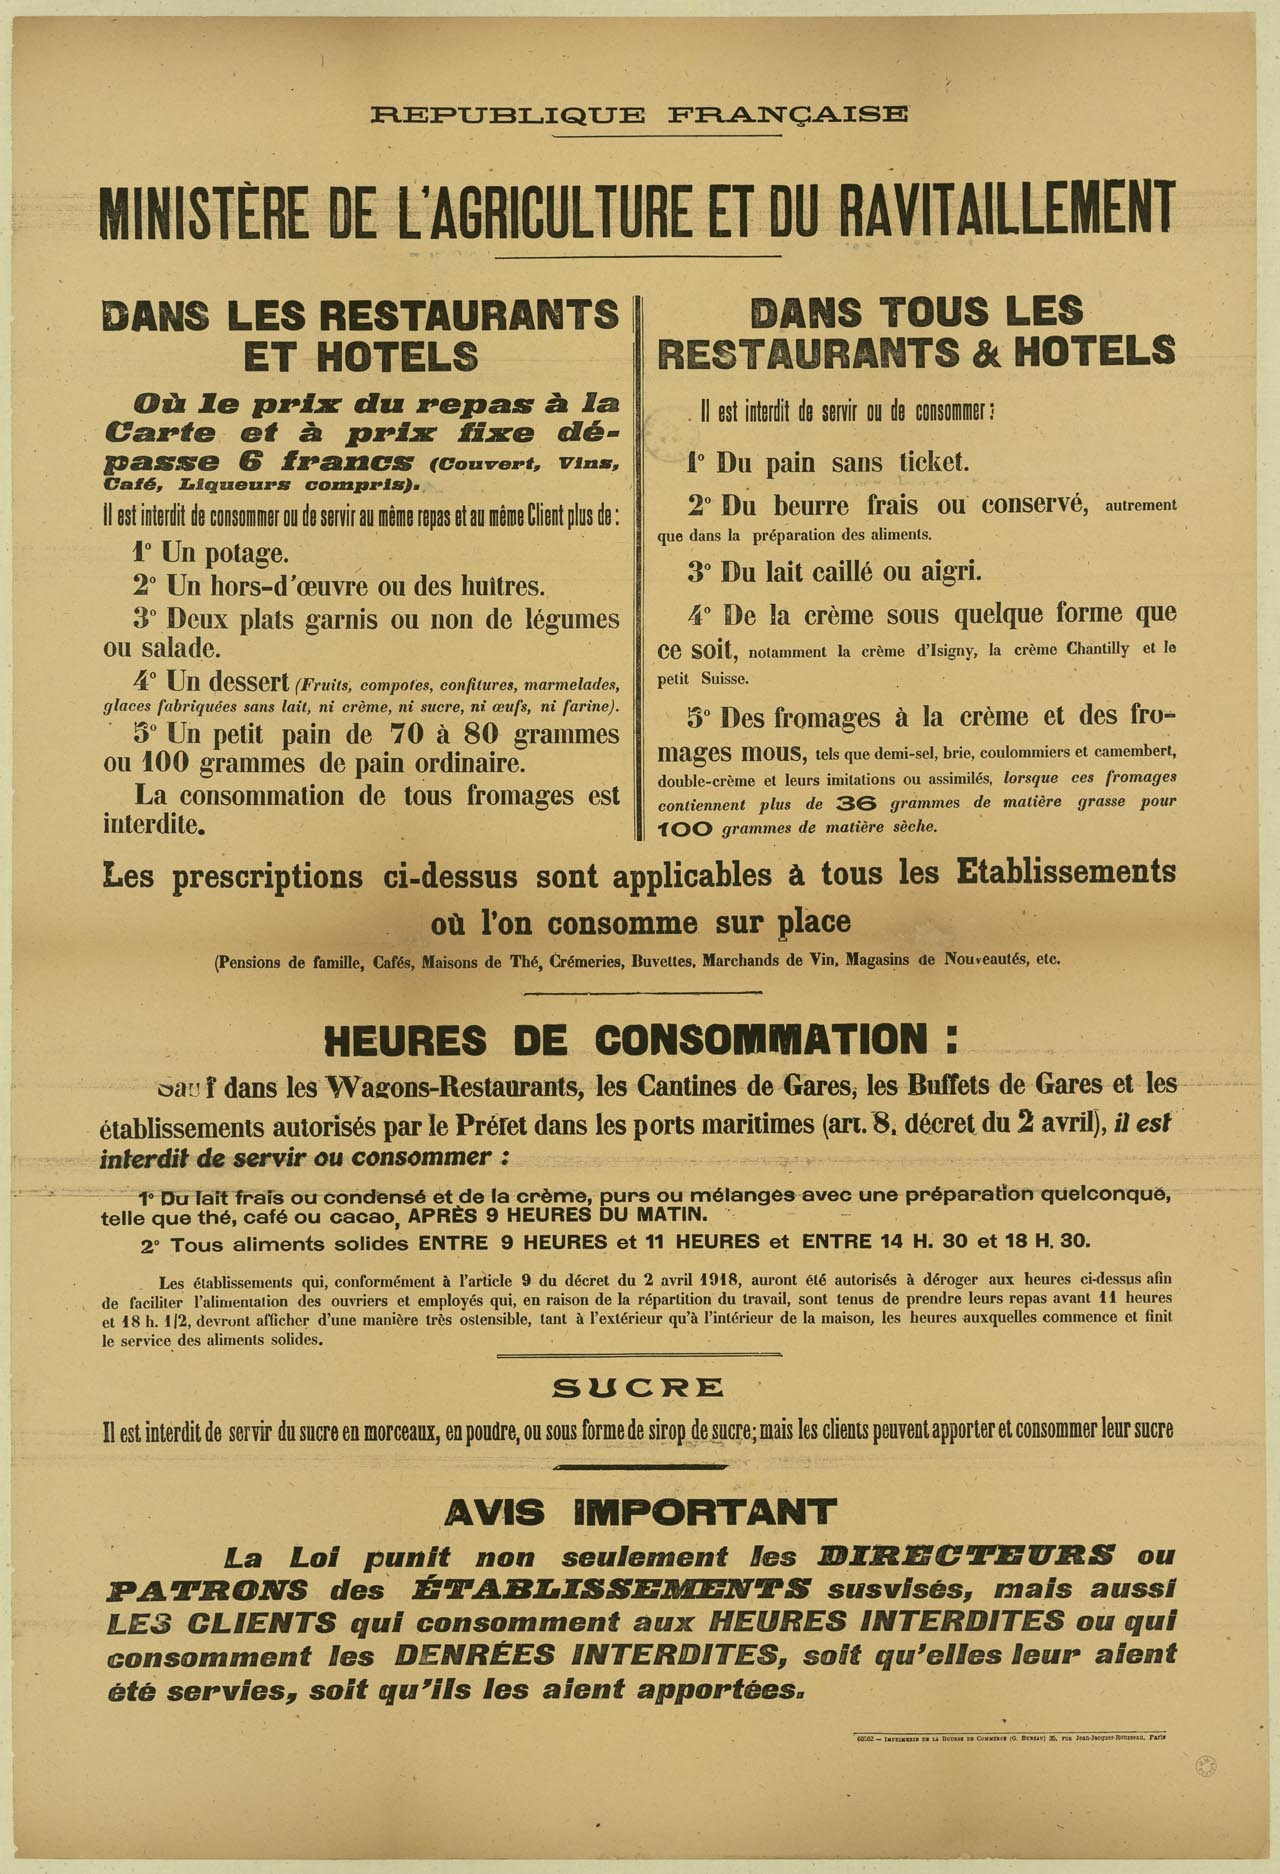 REPUBLIQUE FRANÇAISE
MINISTÈRE DE L'AGRICULTURE ET DU RAVITAILLEMENT
DANS LES RESTAURANTS
ET HOTELS
Où le prix du repas à la
Carte et à prix fixe dé-
passe 6 francs (Couvert, Vins,
Café, Liqueurs compris).
Il est interdit de consommer ou de servir au même repas et au même Client plus de :
1° Un potage.
2° Un hors-d'œuvre ou des huîtres.
3° Deux plats garnis ou non de légumes
ou salade.
4° Un dessert (Fruits, compotes, confitures, marmelades,
glaces fabriquées sans lait, ni crème, ni sucre, ni œufs, ni farine).
5° Un petit pain de 70 à 80 grammes
ou 100 grammes de pain ordinaire.
La consommation de tous fromages est
interdite.
DANS TOUS LES
RESTAURANTS & HOTELS
Il est interdit de servir ou de consommer :
1° Du pain sans ticket.
2° Du beurre frais ou conservé, autrement
que dans la préparation des aliments.
3° Du lait caillé ou aigri.
4° De la crème sous quelque forme que
ce soit, notamment la crème d'Isigny, la crème Chantilly et le
petit Suisse.
5° Des fromages à la crème et des fro-
mages mous, tels que demi-sel, brie, coulommiers et camembert,
double-crème et leurs imitations ou assimilés, lorsque ces fromages
contiennent plus de 36 grammes de matière grasse pour
100 grammes de matière sèche.
Les prescriptions ci-dessus sont applicables à tous les Etablissements
où l'on consomme sur place
(Pensions de famille, Cafés, Maisons de Thé, Crémeries, Buvettes, Marchands de Vin, Magasins de Nouveautés, etc.
HEURES DE CONSOMMATION :
Sauf dans les Wagons-Restaurants, les Cantines de Gares, les Buffets de Gares et les
établissements autorisés par le Préfet dans les ports maritimes (art. 8, décret du 2 avril), il est
interdit de servir ou consommer :
1° Du lait frais ou condensé et de la crème, purs ou mélangés avec une préparation quelconque,
telle que thé, café ou cacao, APRÈS 9 HEURES DU MATIN.
2° Tous aliments solides ENTRE 9 HEURES et 11 HEURES et ENTRE 14 H. 30 et 18 H. 30.
Les établissements qui, conformément à l'article 9 du décret du 2 avril 1918, auront été autorisés à déroger aux heures ci-dessus afin
de faciliter l'alimentation des ouvriers et employés qui, en raison de la répartition du travail, sont tenus de prendre leurs repas avant 11 heures
et 18 h. 1/2, devront afficher d'une manière très ostensible, tant à l'extérieur qu'à l'intérieur de la maison, les heures auxquelles commence et finit
le service des aliments solides.
SUCRE
Il est interdit de servir du sucre en morceaux, en poudre, ou sous forme de sirop de sucre; mais les clients peuvent apporter et consommer leur sucre
AVIS IMPORTANT
La Loi punit non seulement les DIRECTEURS ou
PATRONS des ÉTABLISSEMENTS susvisés, mais aussi
LES CLIENTS qui consomment aux HEURES INTERDITES ou qui
consomment les DENRÉES INTERDITES, soit qu'elles leur aient
été servies, soit qu'ils les aient apportées.
60562 — IMPRIMERIE DE LA BOURSE DE COMMERCE (G. BUREAU) 35, rue Jean-Jacques-Rousseau, Paris